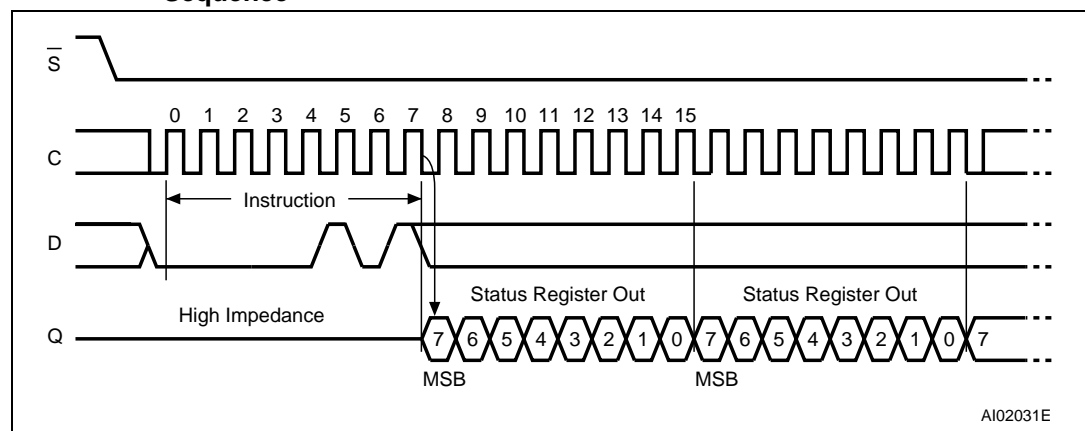 Sequence
S
0 1 2 3 4 5 6 7 8 9 10 11 12 13 14 15
C
Instruction
D
Status Register Out Status Register Out
High Impedance
Q 7 6 5 4 3 2 1 0 7 6 5 4 3 2 1 0 7
MSB MSB
AI02031E